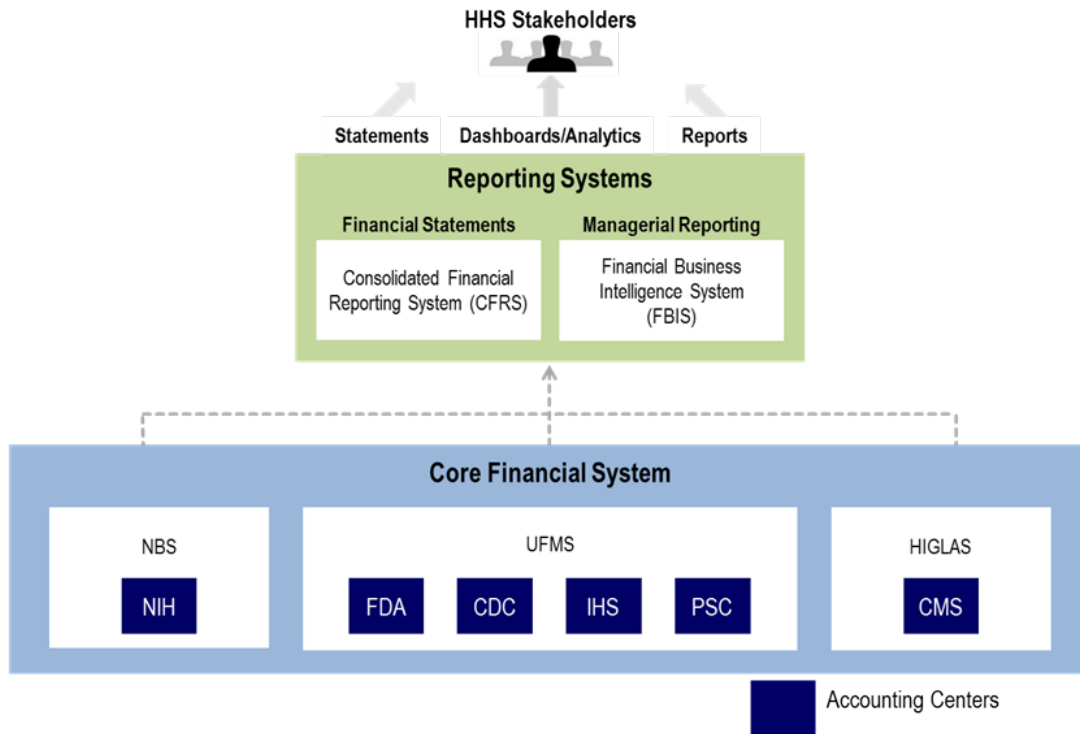 HHS Stakeholders
Statements
Dashboards/Analytics
Reports
Reporting Systems
Financial Statements
Managerial Reporting
Consolidated Financial
Reporting System (CFRS)
Financial Business
Intelligence System
(FBIS)
Core Financial System
NBS
UFMS
HIGLAS
NIH
FDA
CDC
IHS
PSC
CMS
Accounting Centers